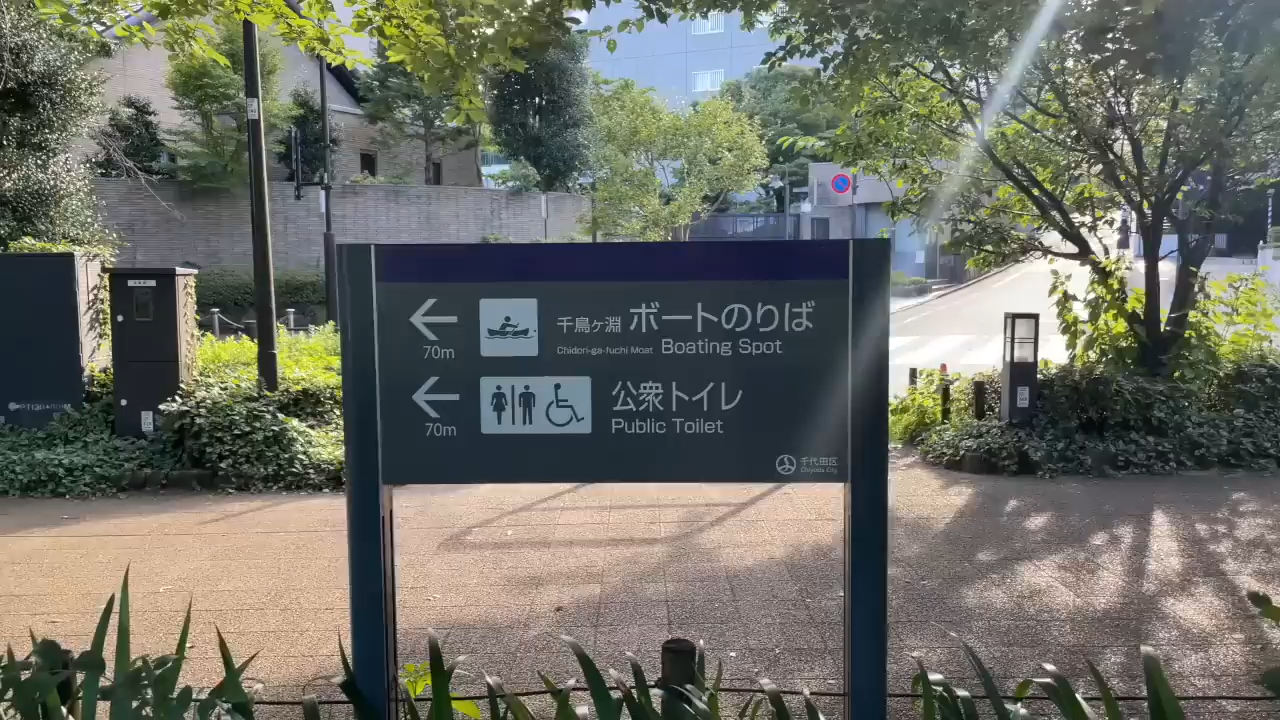 千鳥ヶ淵 ボートのりば
70m Chidori-ga-fuchi Moat Boating Spot
公衆トイレ
70m Public Toilet
千代田区
Chiyoda City